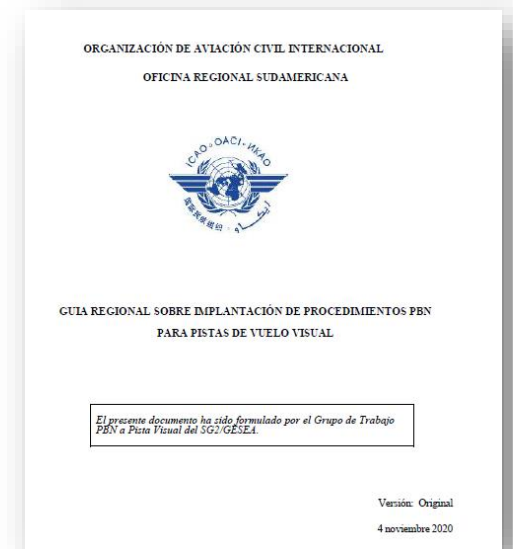 ORGANIZACIÓN DE AVIACIÓN CIVIL INTERNACIONAL
OFICINA REGIONAL SUDAMERICANA
ICAO · OACI · ИКАО
إيكاو
GUIA REGIONAL SOBRE IMPLANTACIÓN DE PROCEDIMIENTOS PBN
PARA PISTAS DE VUELO VISUAL
El presente documento ha sido formulado por el Grupo de Trabajo
PBN a Pista Visual del SG2/GESEA.
Versión: Original
4 noviembre 2020